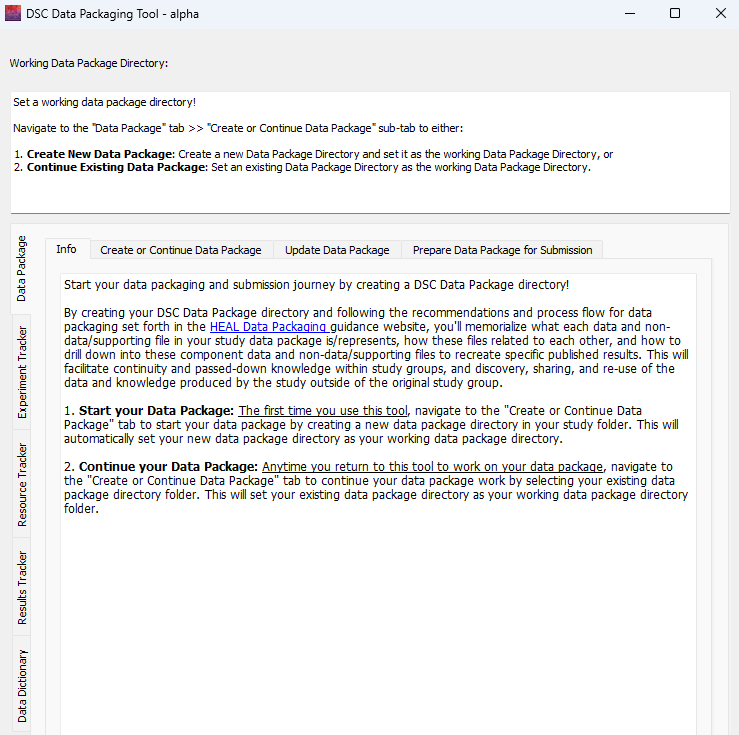 DSC Data Packaging Tool - alpha
Working Data Package Directory:
Set a working data package directory!
Navigate to the "Data Package" tab >> "Create or Continue Data Package" sub-tab to either:
1. Create New Data Package: Create a new Data Package Directory and set it as the working Data Package Directory, or
2. Continue Existing Data Package: Set an existing Data Package Directory as the working Data Package Directory.
Data Package
Experiment Tracker
Resource Tracker
Results Tracker
Data Dictionary
Info
Create or Continue Data Package
Update Data Package
Prepare Data Package for Submission
Start your data packaging and submission journey by creating a DSC Data Package directory!
By creating your DSC Data Package directory and following the recommendations and process flow for data
packaging set forth in the HEAL Data Packaging guidance website, you'll memorialize what each data and non-
data/supporting file in your study data package is/represents, how these files related to each other, and how to
drill down into these component data and non-data/supporting files to recreate specific published results. This will
facilitate continuity and passed-down knowledge within study groups, and discovery, sharing, and re-use of the
data and knowledge produced by the study outside of the original study group.
1. Start your Data Package: The first time you use this tool, navigate to the "Create or Continue Data
Package" tab to start your data package by creating a new data package directory in your study folder. This will
automatically set your new data package directory as your working data package directory.
2. Continue your Data Package: Anytime you return to this tool to work on your data package, navigate to
the "Create or Continue Data Package" tab to continue your data package work by selecting your existing data
package directory folder. This will set your existing data package directory as your working data package directory
folder.